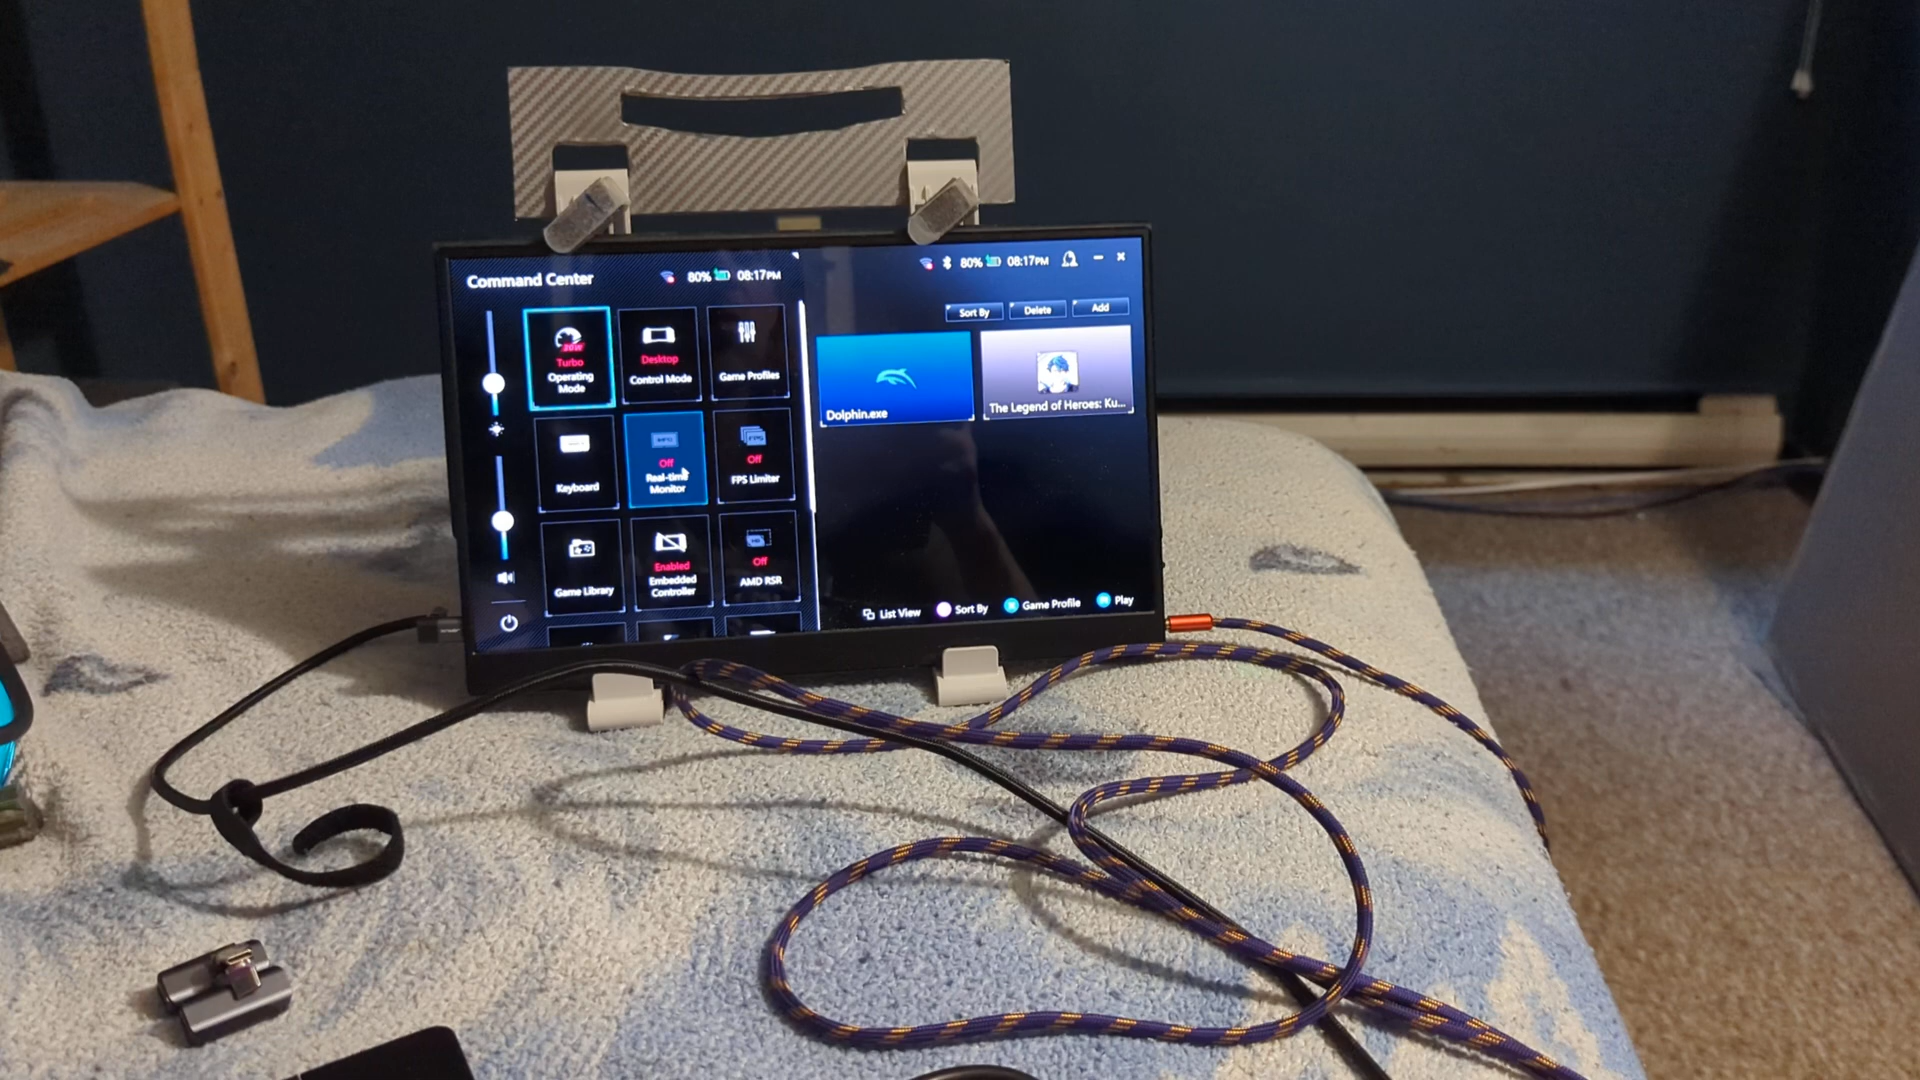 Command Center
80%
08:17PM
30W
Turbo
Operating
Mode
Desktop
Control Mode
Game Profiles
Keyboard
Off
Real-time
Monitor
FPS
Off
FPS Limiter
Game Library
Enabled
Embedded
Controller
Off
AMD RSR
80%
08:17PM
Sort By
Delete
Add
Dolphin.exe
The Legend of Heroes: Ku...
List View
Sort By
Game Profile
Play